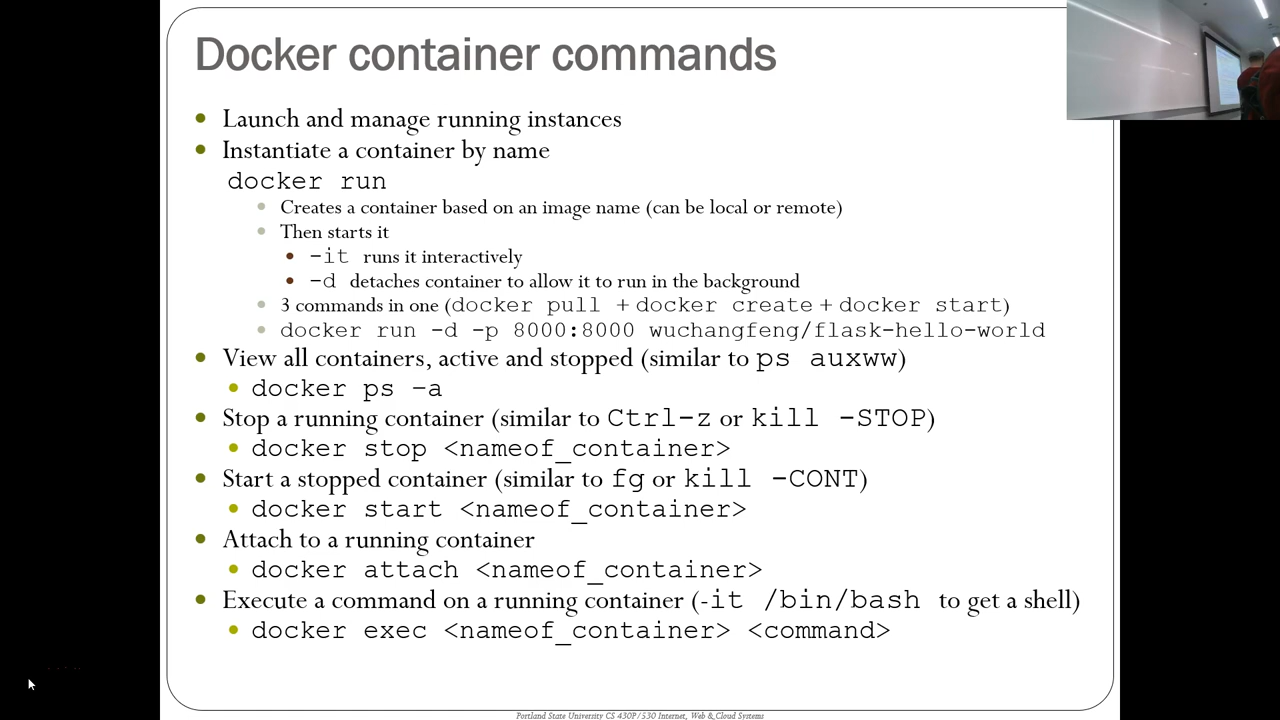 Docker container commands
Launch and manage running instances
Instantiate a container by name
docker run
Creates a container based on an image name (can be local or remote)
Then starts it
-it runs it interactively
-d detaches container to allow it to run in the background
3 commands in one (docker pull + docker create + docker start)
docker run -d -p 8000:8000 wuchangfeng/flask-hello-world
View all containers, active and stopped (similar to ps auxww)
docker ps -a
Stop a running container (similar to Ctrl-z or kill -STOP)
docker stop <nameof_container>
Start a stopped container (similar to fg or kill -CONT)
docker start <nameof_container>
Attach to a running container
docker attach <nameof_container>
Execute a command on a running container (-it /bin/bash to get a shell)
docker exec <nameof_container> <command>
Portland State University CS 430P/530 Internet, Web & Cloud Systems